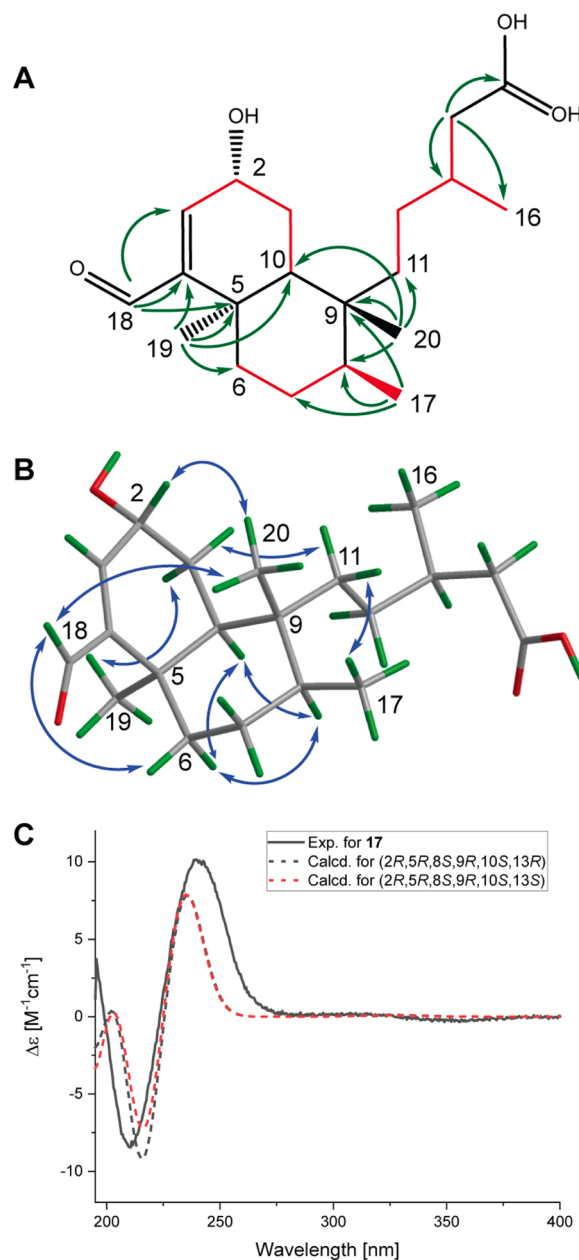 A
OH
O
OH
OH
2
16
10
11
5
O
9
18
20
19
6
17
B
2
16
20
11
18
9
5
19
17
6
C
Exp. for 17
Calcd. for (2R,5R,8S,9R,10S,13R)
Calcd. for (2R,5R,8S,9R,10S,13S)
10
5
0
-5
-10
Δε [M⁻¹cm⁻¹]
200 250 300 350 400
Wavelength [nm]